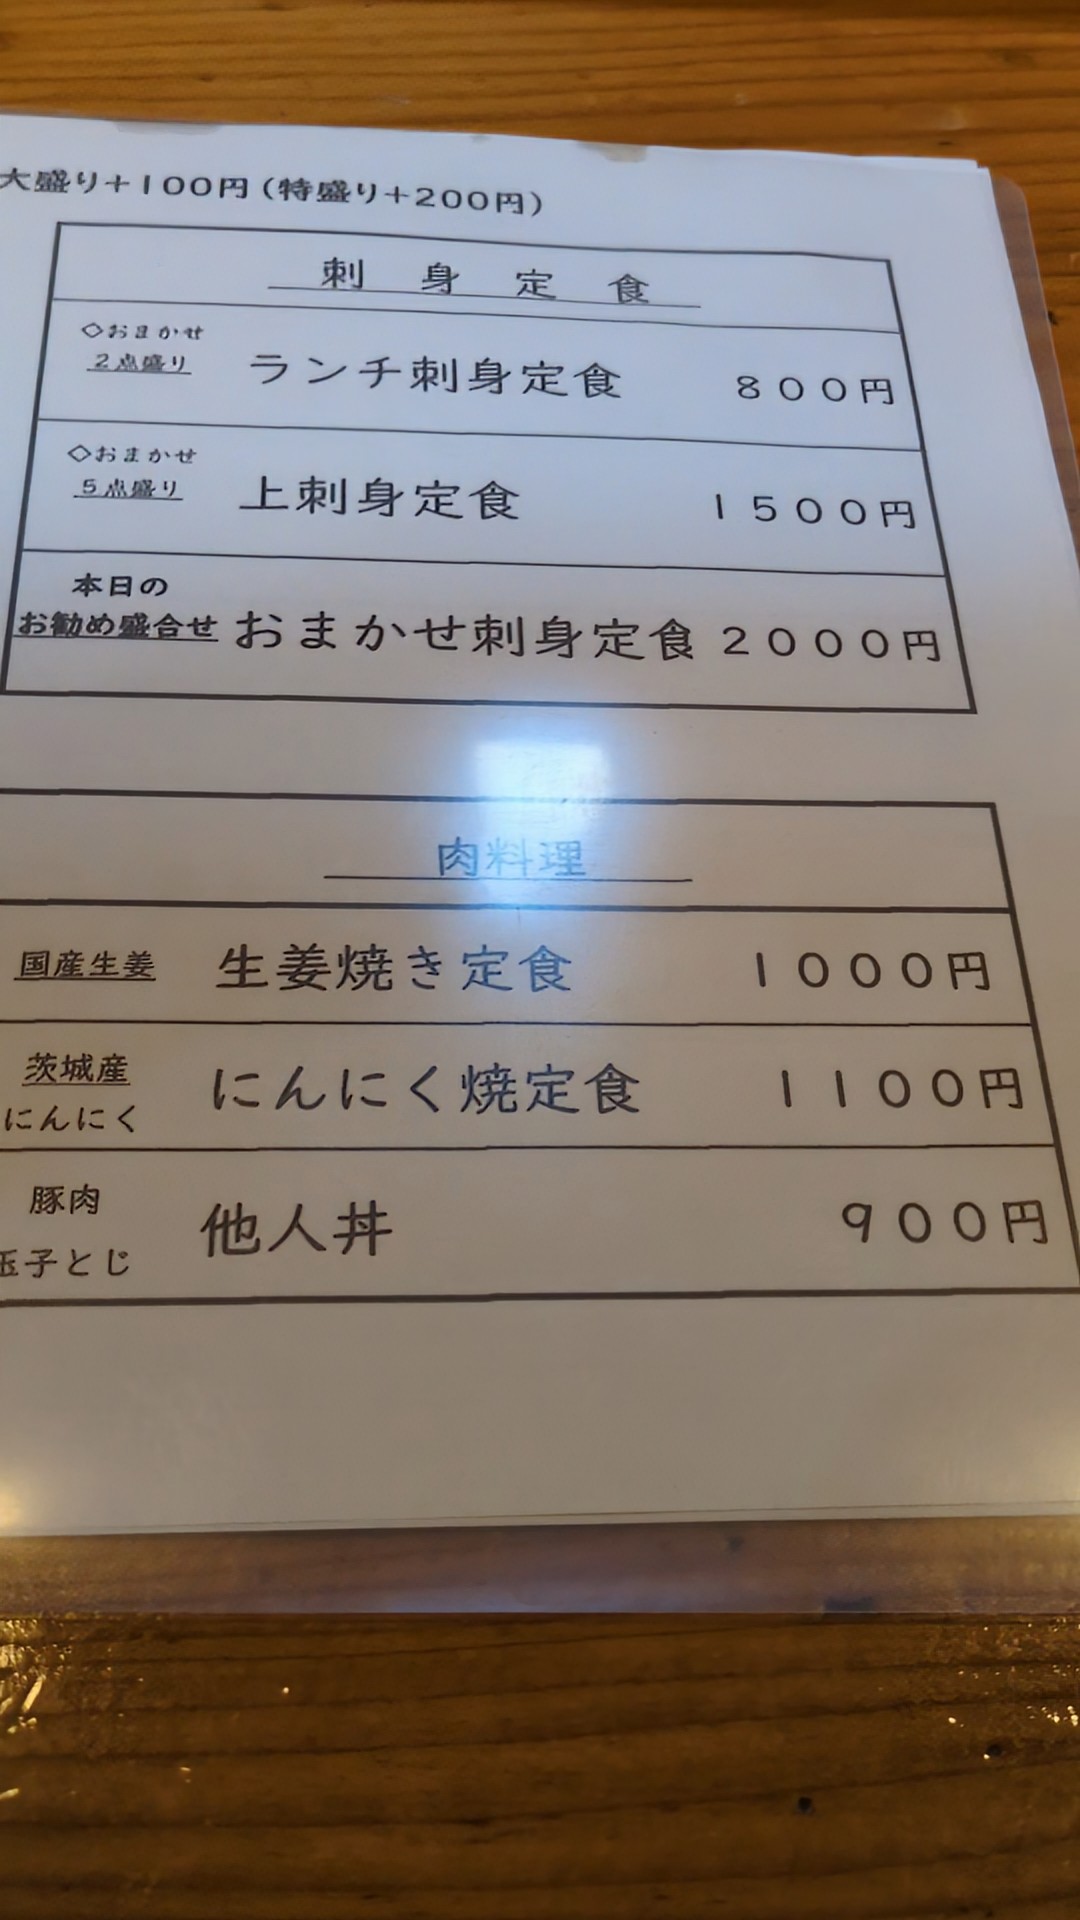 大盛り+100円(特盛り+200円)
刺身定食
◇おまかせ
2点盛り ランチ刺身定食 800円
◇おまかせ
5点盛り 上刺身定食 1500円
本日の
お勧め盛合せ おまかせ刺身定食 2000円
肉料理
国産生姜 生姜焼き定食 1000円
茨城産
にんにく にんにく焼定食 1100円
豚肉
玉子とじ 他人丼 900円